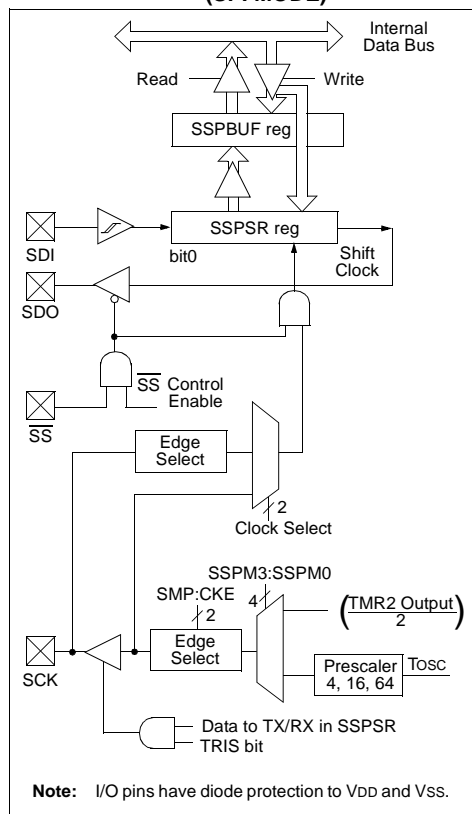 (SPI MODE)
Internal
Data Bus
Read
Write
SSPBUF reg
SSPSR reg
SDI
bit0
Shift
Clock
SDO
SS Control
Enable
SS
Edge
Select
2
Clock Select
SSPM3:SSPM0
SMP:CKE
4
2
(TMR2 Output
2)
Edge
Select
Prescaler
4, 16, 64
TOSC
SCK
Data to TX/RX in SSPSR
TRIS bit
Note: I/O pins have diode protection to VDD and VSS.